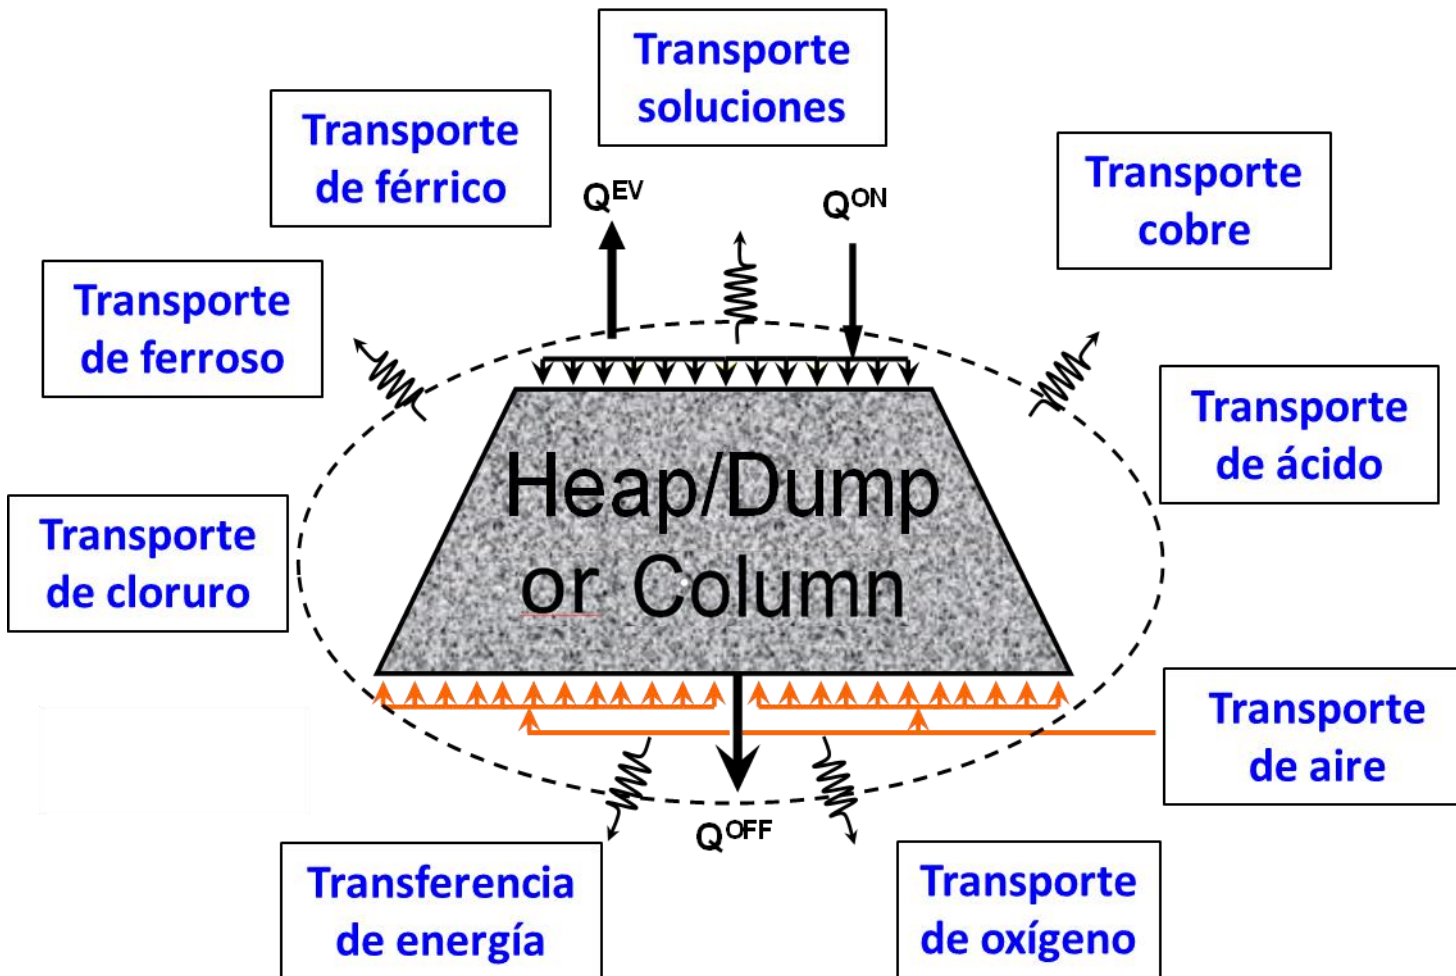 Transporte
soluciones
Transporte
de férrico
Q^EV
Q^ON
Transporte
cobre
Transporte
de ferroso
Transporte
de ácido
Heap/Dump
or Column
Transporte
de cloruro
Transporte
de aire
Q^OFF
Transferencia
de energía
Transporte
de oxígeno